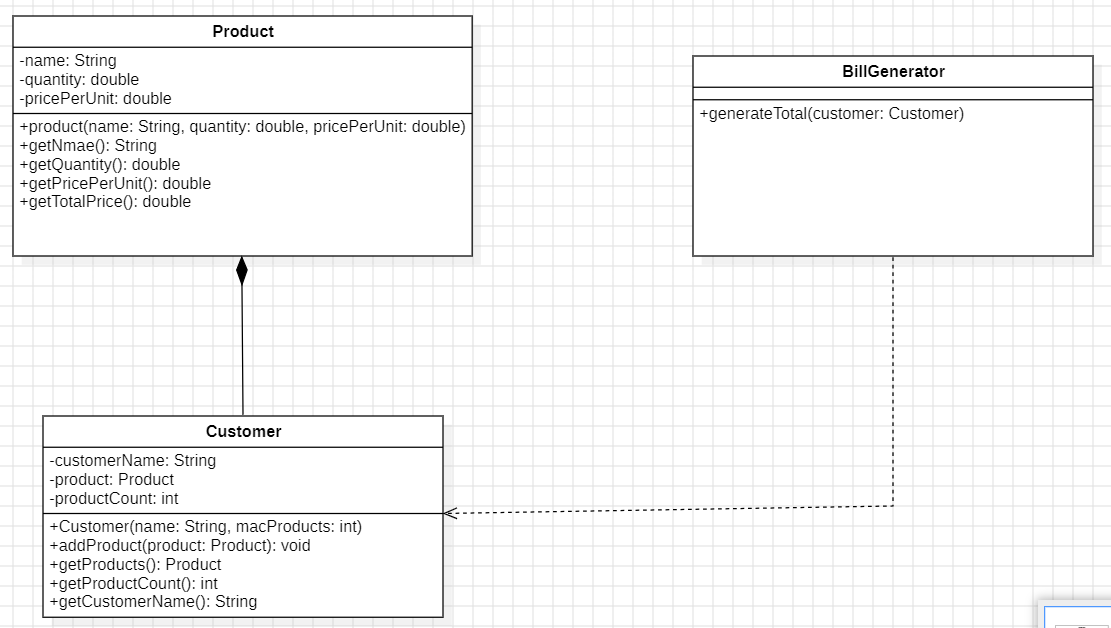 Product
-name: String
-quantity: double
-pricePerUnit: double
+product(name: String, quantity: double, pricePerUnit: double)
+getNmae(): String
+getQuantity(): double
+getPricePerUnit(): double
+getTotalPrice(): double
BillGenerator
+generateTotal(customer: Customer)
Customer
-customerName: String
-product: Product
-productCount: int
+Customer(name: String, macProducts: int)
+addProduct(product: Product): void
+getProducts(): Product
+getProductCount(): int
+getCustomerName(): String